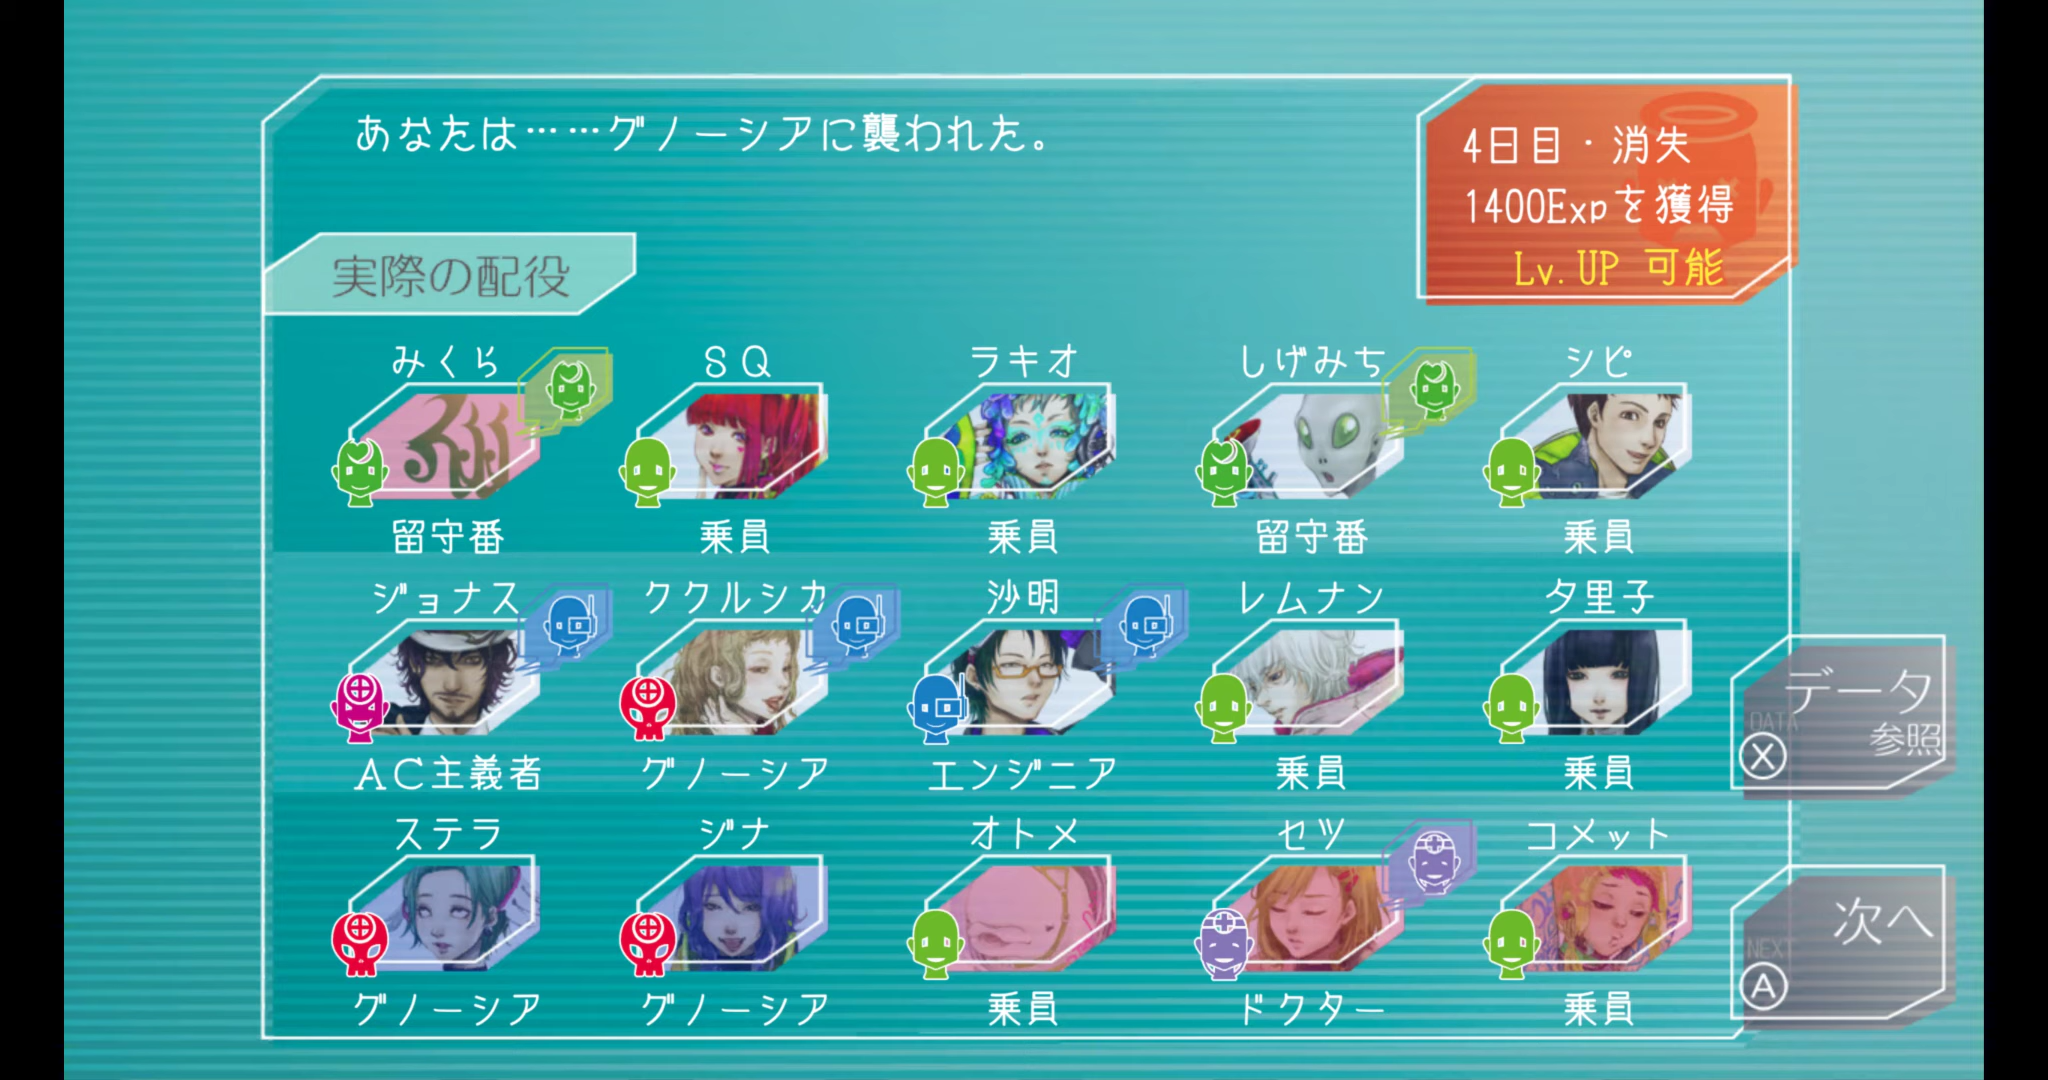 あなたは……グノーシアに襲われた。
4日目・消失
1400Expを獲得
Lv.UP 可能
実際の配役
みくら
SQ
ラキオ
しげみち
シピ
留守番
乗員
乗員
留守番
乗員
ジョナス
ククルシカ
沙明
レムナン
夕里子
AC主義者
グノーシア
エンジニア
乗員
乗員
データ
DATA
参照
X
ステラ
ジナ
オトメ
セツ
コメット
グノーシア
グノーシア
乗員
ドクター
乗員
次へ
NEXT
A